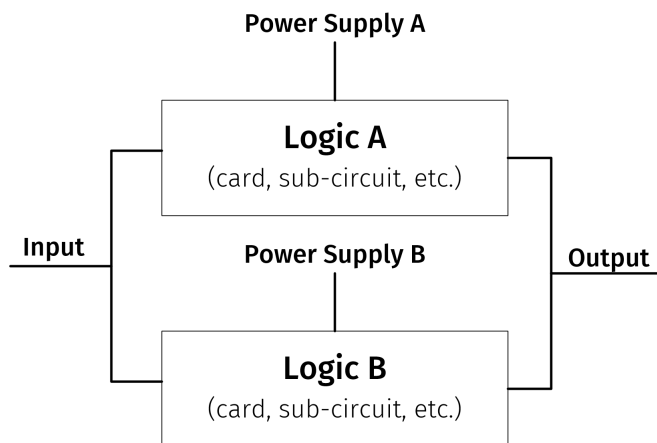 Power Supply A
Logic A
(card, sub-circuit, etc.)
Input
Power Supply B
Output
Logic B
(card, sub-circuit, etc.)